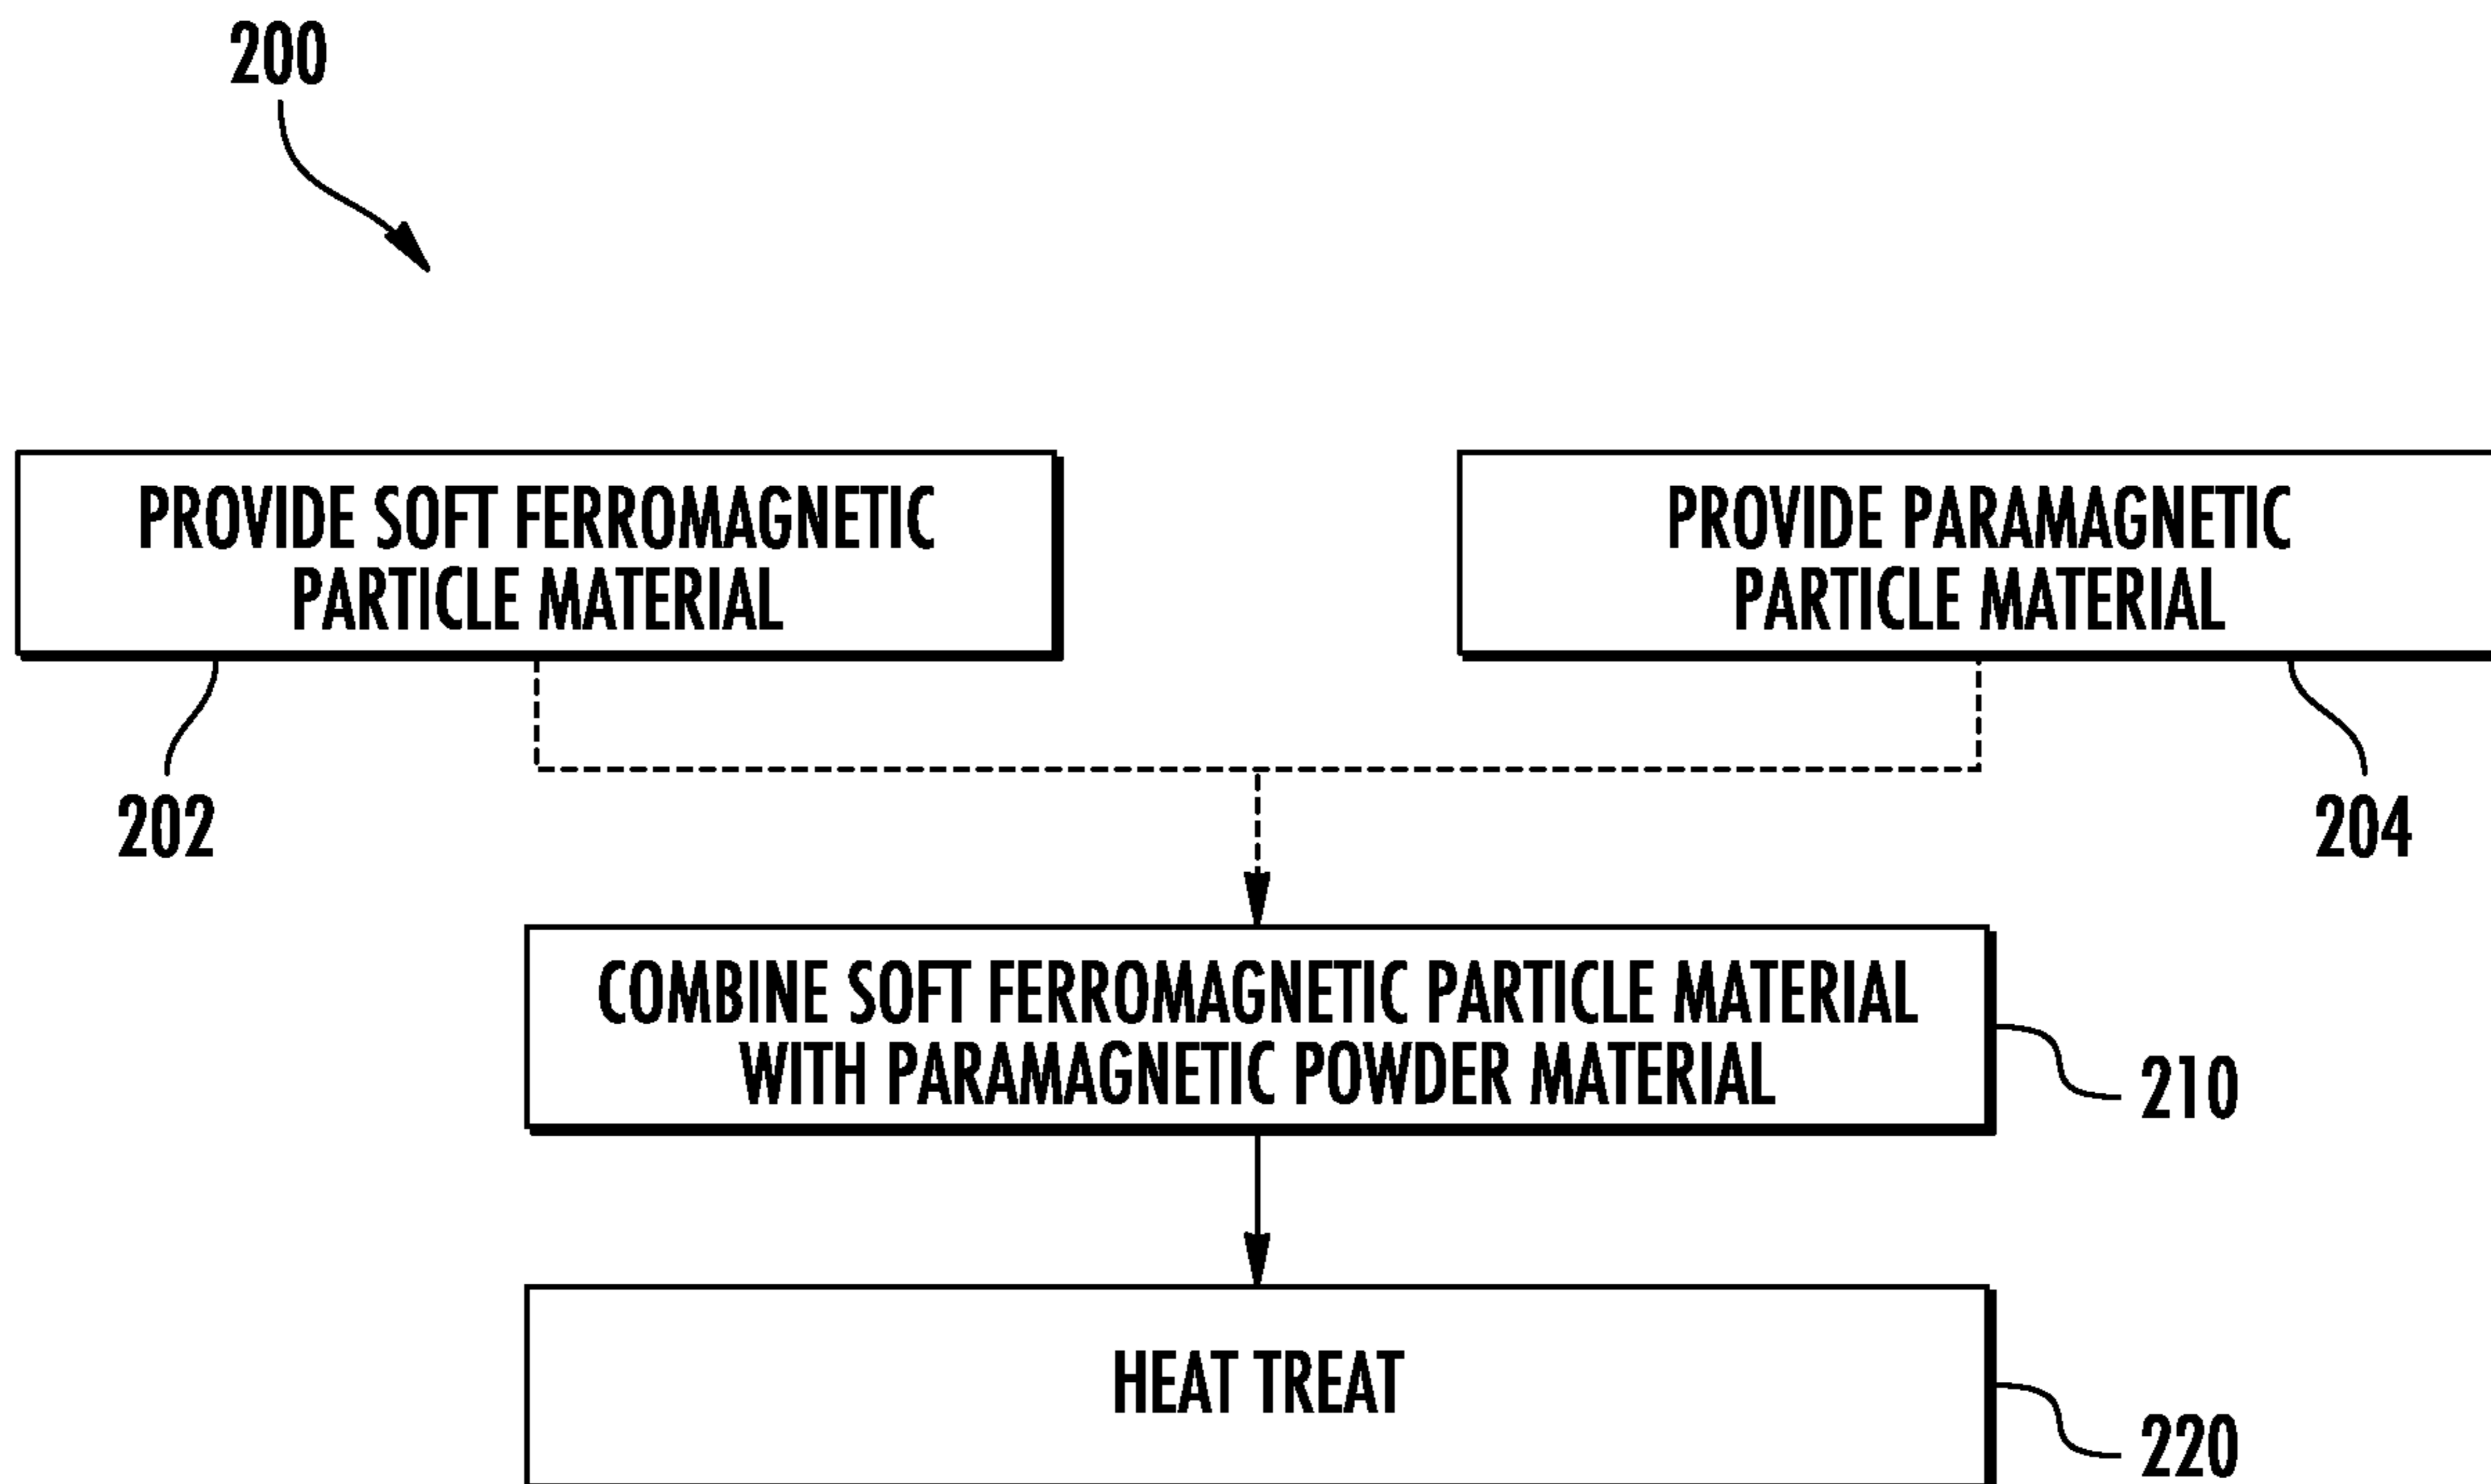 200
PROVIDE SOFT FERROMAGNETIC
PARTICLE MATERIAL
PROVIDE PARAMAGNETIC
PARTICLE MATERIAL
202
204
COMBINE SOFT FERROMAGNETIC PARTICLE MATERIAL
WITH PARAMAGNETIC POWDER MATERIAL
210
HEAT TREAT
220